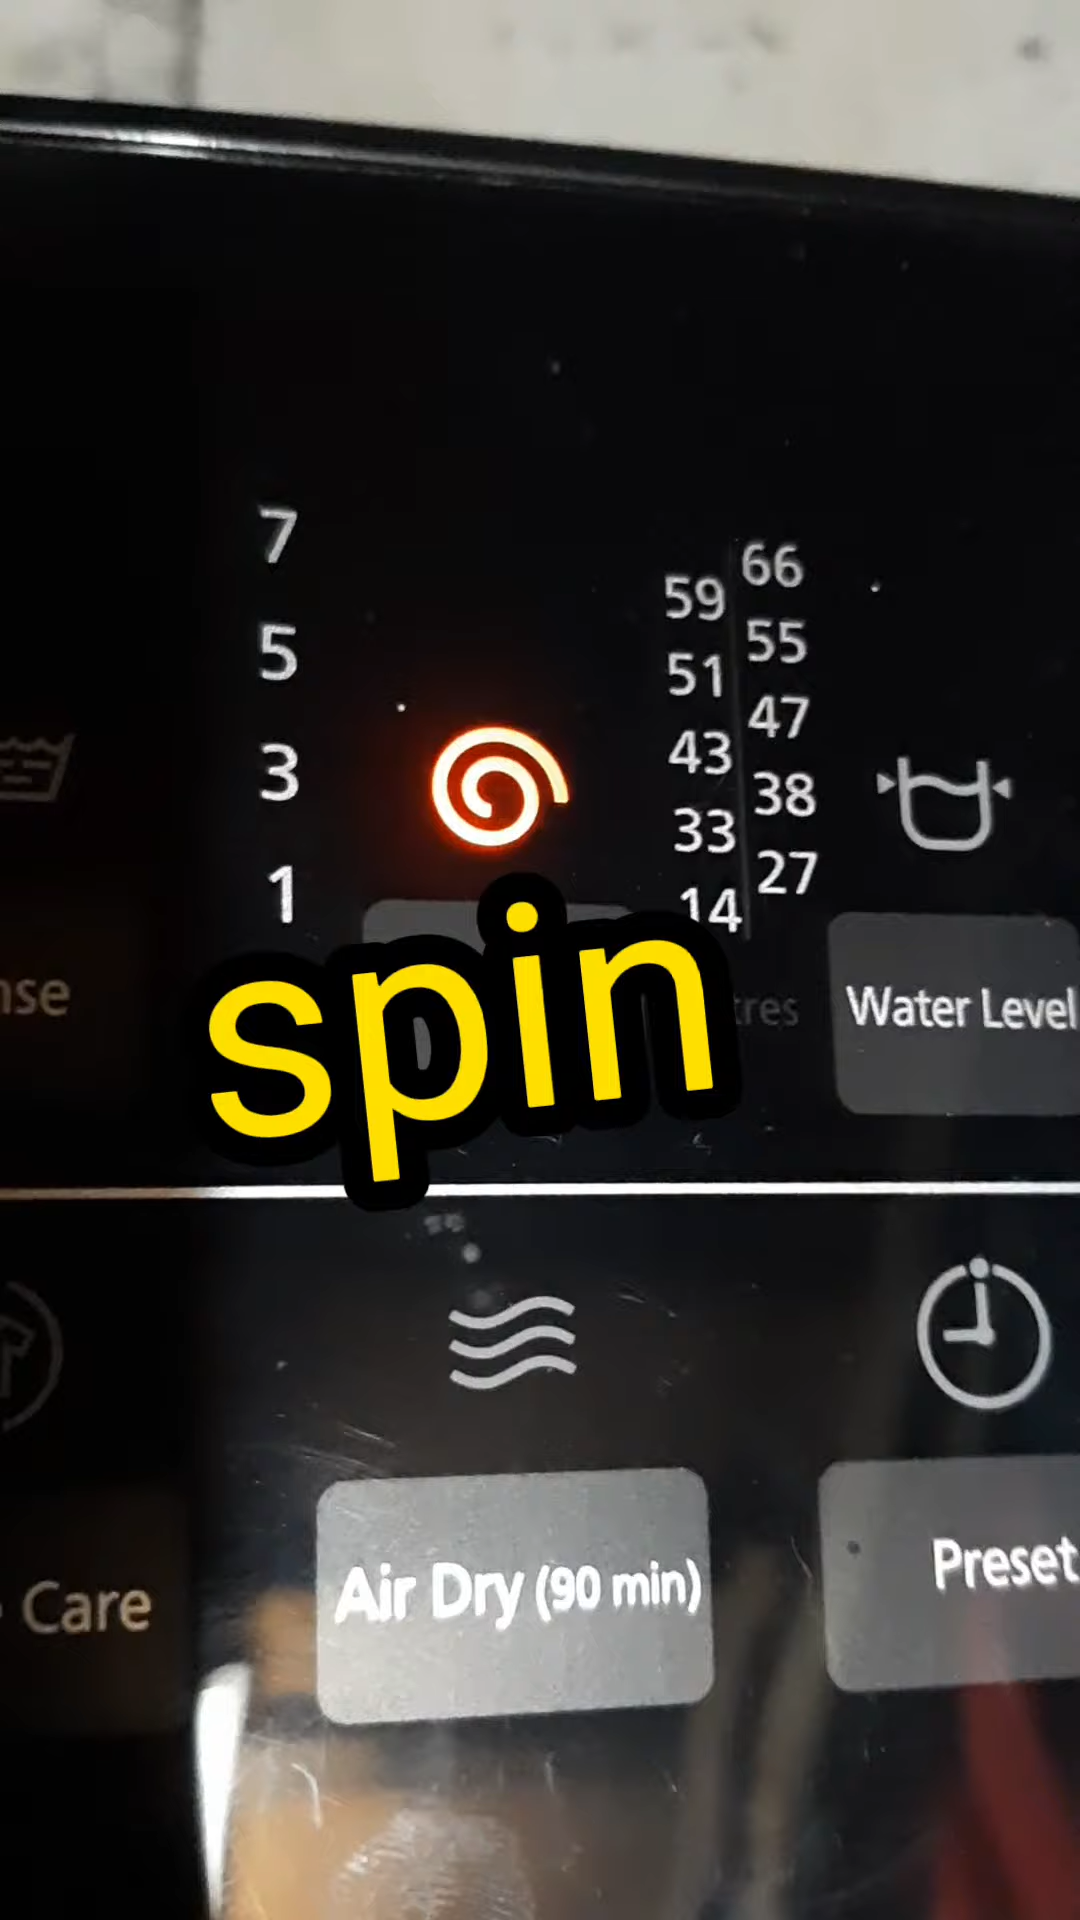 7
5
3
1
59
51
43
33
14
66
55
47
38
27
nse
spin
tres
Water Level
Care
Air Dry (90 min)
Preset